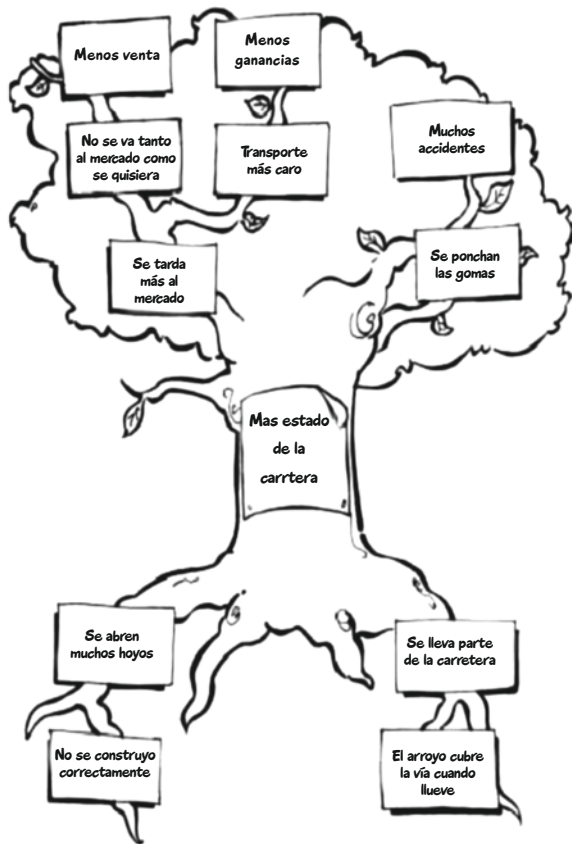 Menos venta
Menos
ganancias
No se va tanto
al mercado como
se quisiera
Transporte
más caro
Muchos
accidentes
Se tarda
más al
mercado
Se ponchan
las gomas
Mas estado
de la
carrtera
Se abren
muchos hoyos
Se lleva parte
de la carretera
No se construyo
correctamente
El arroyo cubre
la vía cuando
llueve